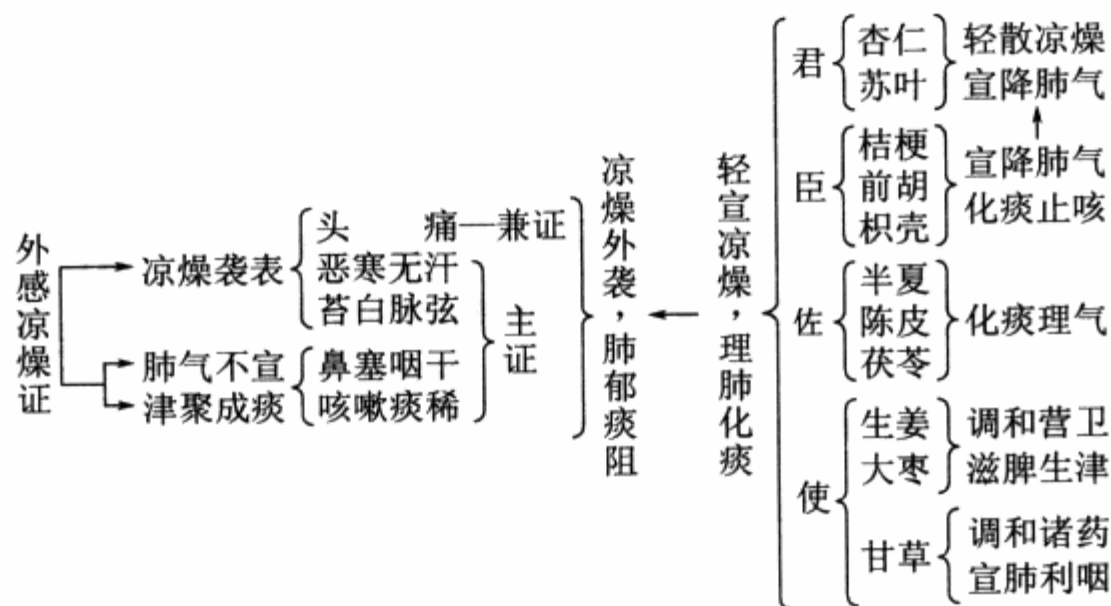 外感凉燥证
凉燥袭表
头 痛—兼证
恶寒无汗
苔白脉弦
肺气不宣
津聚成痰
鼻塞咽干
咳嗽痰稀
主证
凉燥外袭，肺郁痰阻
轻宣凉燥，理肺化痰
君
杏仁
苏叶
轻散凉燥
宣降肺气
臣
桔梗
前胡
枳壳
宣降肺气
化痰止咳
佐
半夏
陈皮
茯苓
化痰理气
使
生姜
大枣
调和营卫
滋脾生津
甘草
调和诸药
宣肺利咽